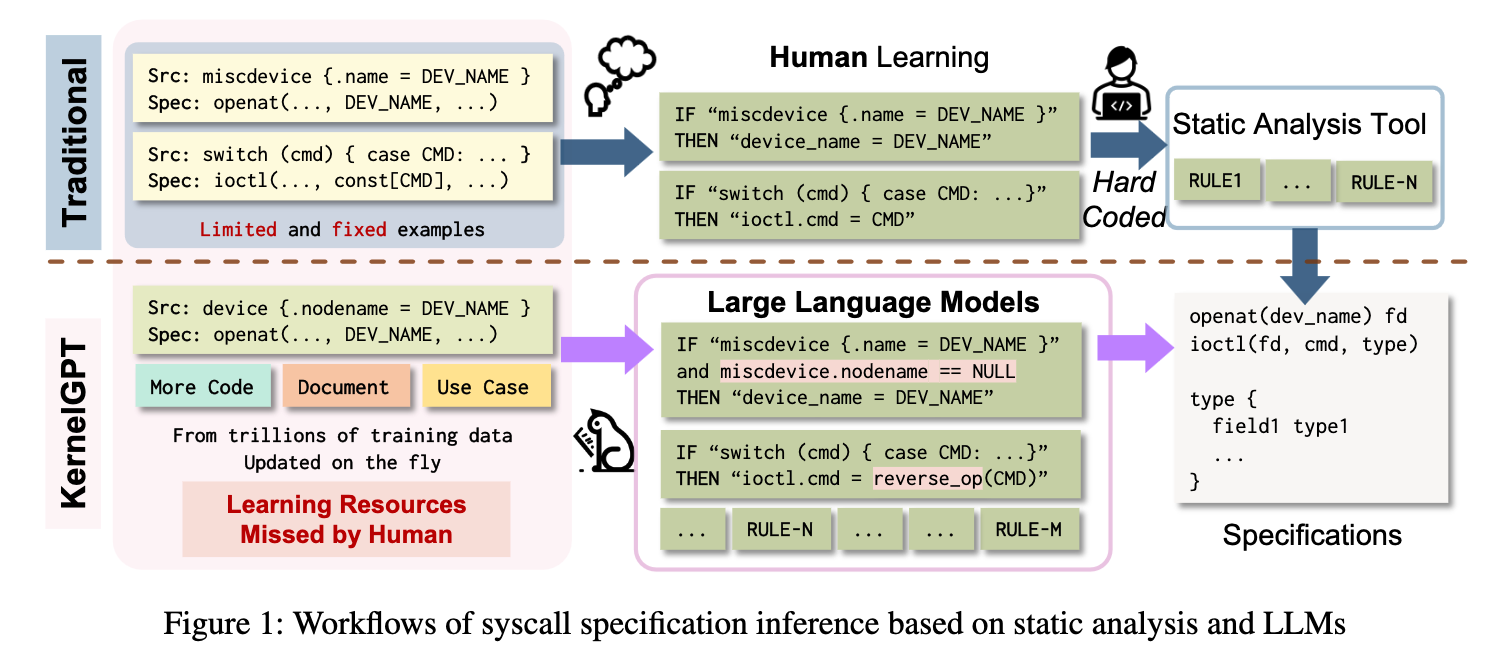 Traditional
Src: miscdevice {.name = DEV_NAME }
Spec: openat(..., DEV_NAME, ...)
Src: switch (cmd) { case CMD: ... }
Spec: ioctl(..., const[CMD], ...)
Limited and fixed examples
Human Learning
IF “miscdevice {.name = DEV_NAME }”
THEN “device_name = DEV_NAME”
IF “switch (cmd) { case CMD: ...}”
THEN “ioctl.cmd = CMD”
Hard
Coded
</>
Static Analysis Tool
RULE1
...
RULE-N
KernelGPT
Src: device {.nodename = DEV_NAME }
Spec: openat(..., DEV_NAME, ...)
More Code
Document
Use Case
From trillions of training data
Updated on the fly
Learning Resources
Missed by Human
Large Language Models
IF “miscdevice {.name = DEV_NAME }”
and miscdevice.nodename == NULL
THEN “device_name = DEV_NAME”
IF “switch (cmd) { case CMD: ...}”
THEN “ioctl.cmd = reverse_op(CMD)”
...
RULE-N
...
...
RULE-M
openat(dev_name) fd
ioctl(fd, cmd, type)
type {
field1 type1
...
}
Specifications
Figure 1: Workflows of syscall specification inference based on static analysis and LLMs